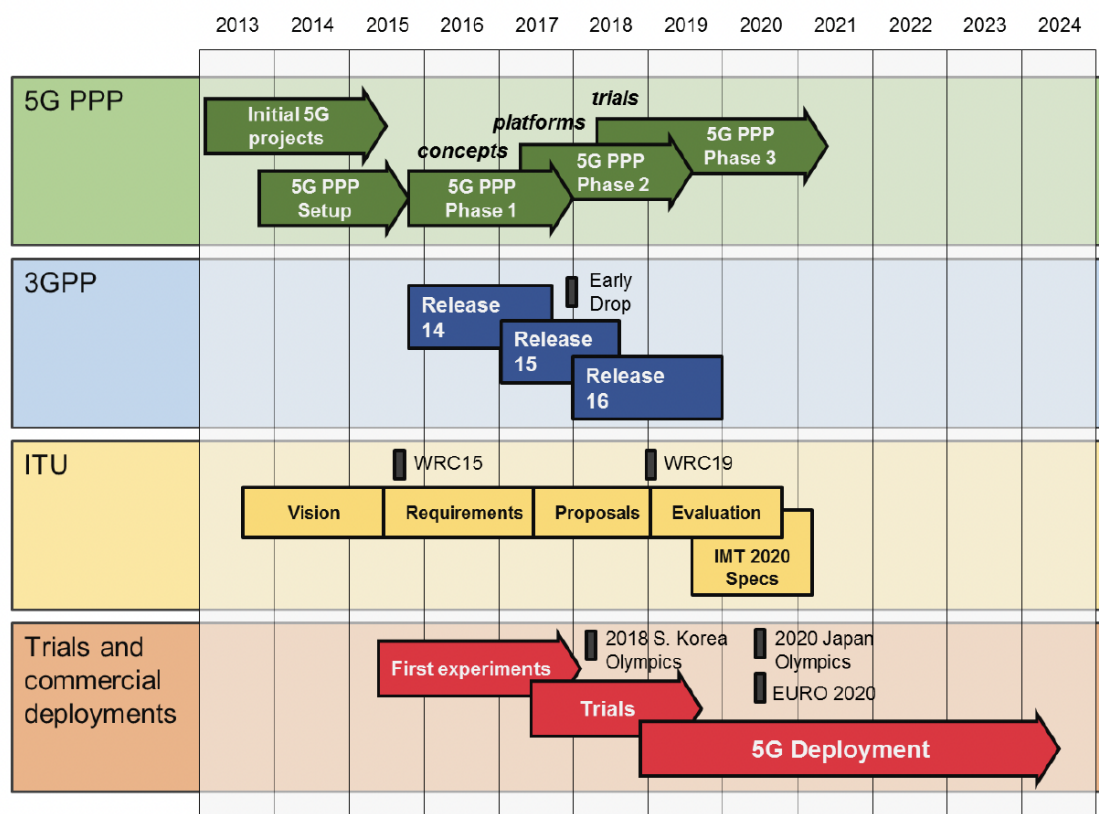 2013 2014 2015 2016 2017 2018 2019 2020 2021 2022 2023 2024
5G PPP
Initial 5G
projects
5G PPP
Setup
concepts
5G PPP
Phase 1
platforms
5G PPP
Phase 2
trials
5G PPP
Phase 3
3GPP
Release
14
Release
15
Release
16
Early
Drop
ITU
WRC15
WRC19
Vision
Requirements
Proposals
Evaluation
IMT 2020
Specs
Trials and
commercial
deployments
First experiments
2018 S. Korea
Olympics
2020 Japan
Olympics
EURO 2020
Trials
5G Deployment